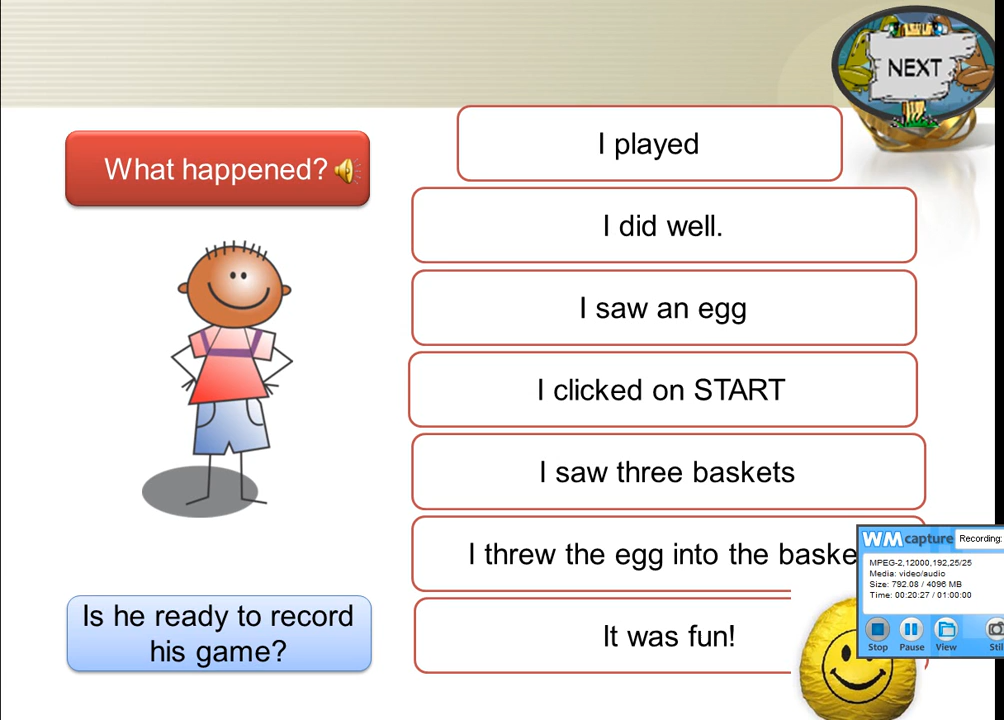 NEXT
What happened?
I played
I did well.
I saw an egg
I clicked on START
I saw three baskets
I threw the egg into the baske
It was fun!
Is he ready to record
his game?
WM capture
Recording:
MPEG-2,12000,192,25/25
Media: video/audio
Size: 792.08 / 4096 MB
Time: 00:20:27 / 01:00:00
Stop
Pause
View
Still